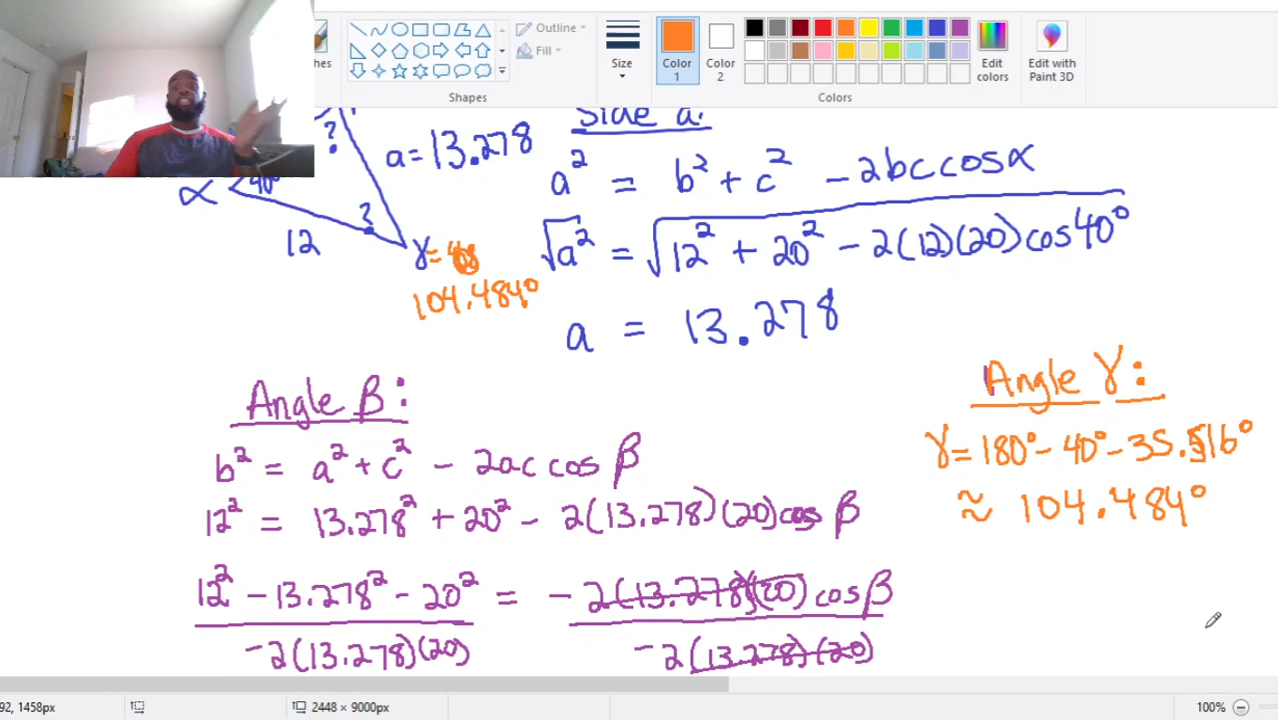 Outline
Fill
Size
Color 1
Color 2
Edit colors
Edit with Paint 3D
Shapes
Colors
?
40°
α
12
?
a = 13.278
γ =
104.484°
Side a:
a² = b² + c² - 2bc cos α
√a² = √12² + 20² - 2(12)(20) cos 40°
a = 13.278
Angle β:
b² = a² + c² - 2ac cos β
12² = 13.278² + 20² - 2(13.278)(20) cos β
12² - 13.278² - 20² = -2(13.278)(20) cos β
-2(13.278)(20) -2(13.278)(20)
Angle γ:
γ = 180° - 40° - 35.516°
≈ 104.484°
92, 1458px
2448 × 9000px
100%